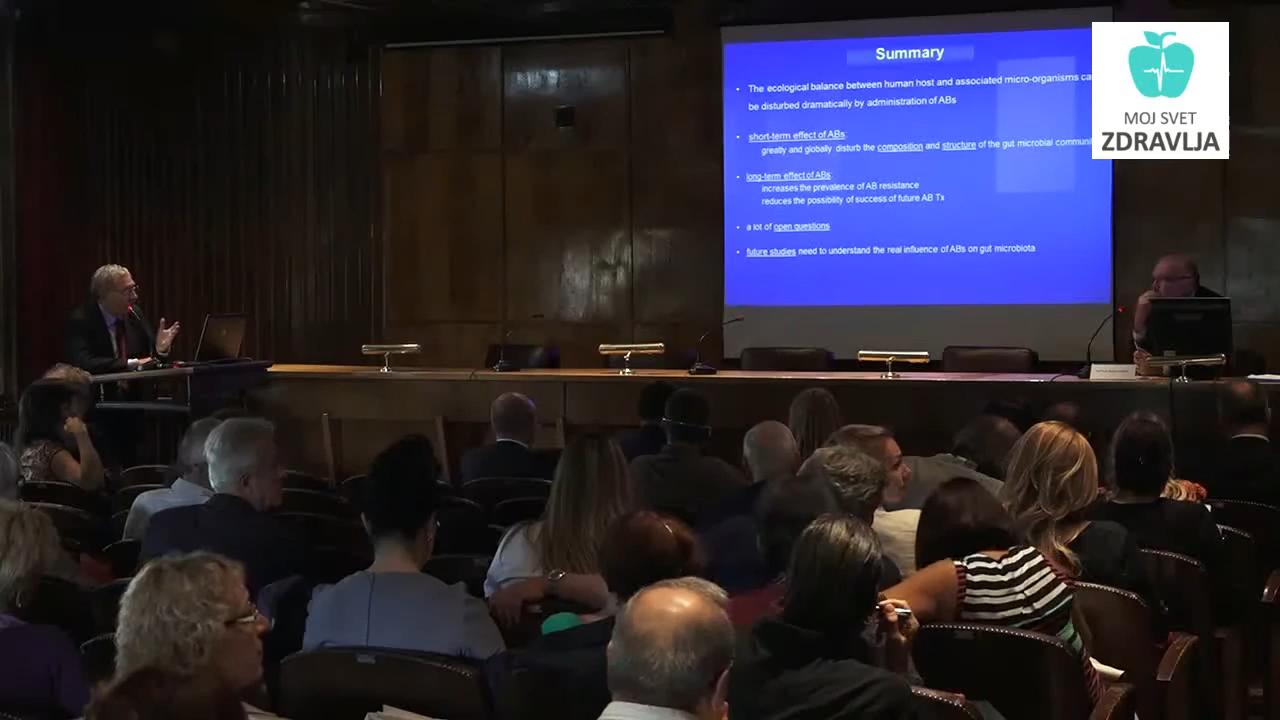 Summary
• The ecological balance between human host and associated micro-organisms ca
be disturbed dramatically by administration of ABs
• short-term effect of ABs:
greatly and globally disturb the composition and structure of the gut microbial communi
• long-term effect of ABs:
increases the prevalence of AB resistance
reduces the possibility of success of future AB Tx
• a lot of open questions
• future studies need to understand the real influence of ABs on gut microbiota
MOJ SVET
ZDRAVLJA